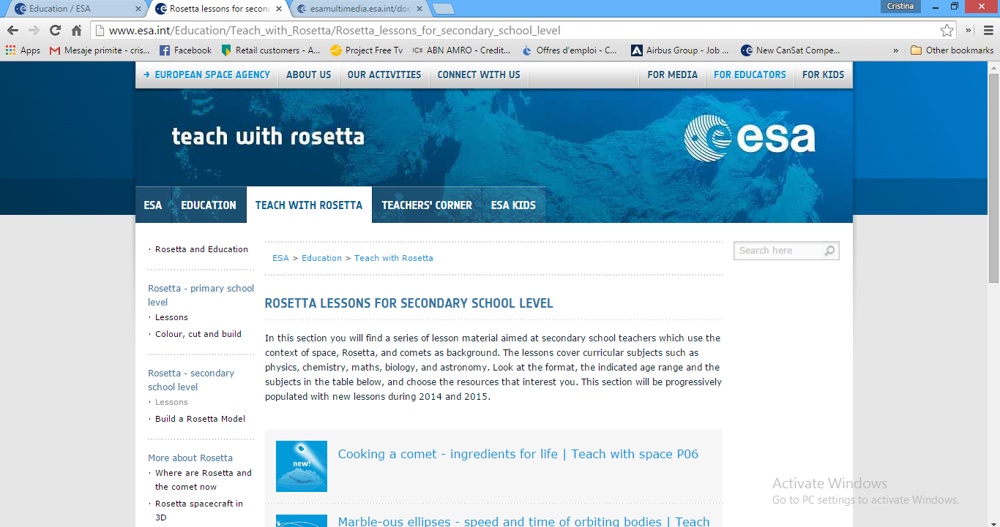 Education / ESA
Rosetta lessons for secon
esamultimedia.esa.int/doc
Cristina
www.esa.int/Education/Teach_with_Rosetta/Rosetta_lessons_for_secondary_school_level
Apps
Mesaje primite - cris...
Facebook
Retail customers - A...
Project Free Tv
ICS ABN AMRO - Credit...
Offres d'emploi - C...
Airbus Group - Job ...
New CanSat Compe...
»
Other bookmarks
EUROPEAN SPACE AGENCY
ABOUT US
OUR ACTIVITIES
CONNECT WITH US
FOR MEDIA
FOR EDUCATORS
FOR KIDS
teach with rosetta
esa
ESA
EDUCATION
TEACH WITH ROSETTA
TEACHERS' CORNER
ESA KIDS
· Rosetta and Education
Rosetta - primary school
level
· Lessons
· Colour, cut and build
Rosetta - secondary
school level
· Lessons
· Build a Rosetta Model
More about Rosetta
· Where are Rosetta and
the comet now
· Rosetta spacecraft in
3D
ESA > Education > Teach with Rosetta
Search here
ROSETTA LESSONS FOR SECONDARY SCHOOL LEVEL
In this section you will find a series of lesson material aimed at secondary school teachers which use the
context of space, Rosetta, and comets as background. The lessons cover curricular subjects such as
physics, chemistry, maths, biology, and astronomy. Look at the format, the indicated age range and the
subjects in the table below, and choose the resources that interest you. This section will be progressively
populated with new lessons during 2014 and 2015.
new!
Cooking a comet - ingredients for life | Teach with space P06
Marble-ous ellipses - speed and time of orbiting bodies | Teach
Activate Windows
Go to PC settings to activate Windows.